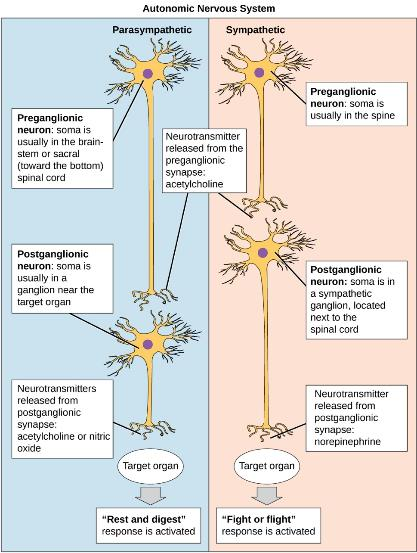 Autonomic Nervous System
Parasympathetic
Sympathetic
Preganglionic
neuron: soma is
usually in the brain-
stem or sacral
(toward the bottom)
spinal cord
Preganglionic
neuron: soma is
usually in the spine
Neurotransmitter
released from the
preganglionic
synapse:
acetylcholine
Postganglionic
neuron: soma is
usually in a
ganglion near the
target organ
Postganglionic
neuron: soma is in
a sympathetic
ganglion, located
next to the
spinal cord
Neurotransmitters
released from
postganglionic
synapse:
acetylcholine or nitric
oxide
Neurotransmitter
released from
postganglionic
synapse:
norepinephrine
Target organ
Target organ
“Rest and digest”
response is activated
“Fight or flight”
response is activated